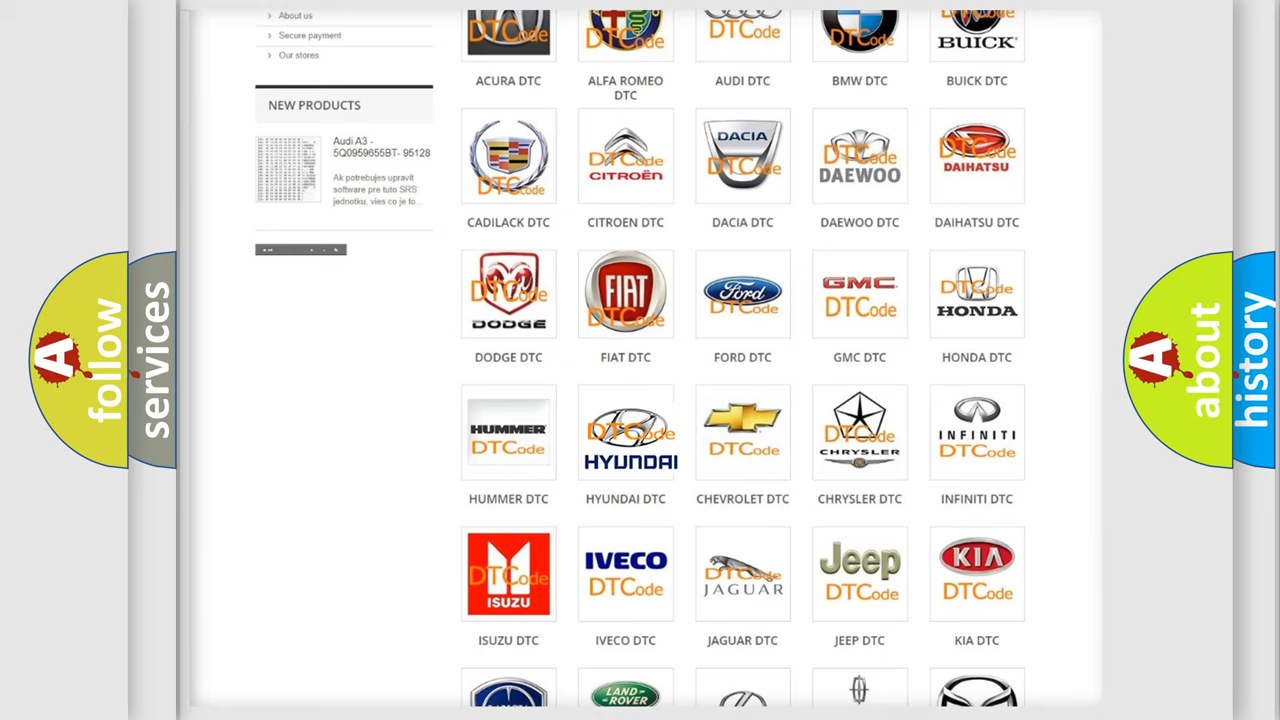 About us
Secure payment
Our stores
NEW PRODUCTS
Audi A3 -
5Q0959655BT- 95128
Ak potrebujes upravit
software pre tuto SRS
jednotku, vies co je to...
DTCode
DTCode
DTCode
DTCode
BUICK
ACURA DTC
ALFA ROMEO
DTC
AUDI DTC
BMW DTC
BUICK DTC
DTCode
DTCode
CITROËN
DACIA
DTCode
DTCode
DAEWOO
DTCode
DAIHATSU
CADILACK DTC
CITROEN DTC
DACIA DTC
DAEWOO DTC
DAIHATSU DTC
DTCode
DODGE
FIAT
DTCode
Ford
DTCode
GMC
DTCode
DTCode
HONDA
DODGE DTC
FIAT DTC
FORD DTC
GMC DTC
HONDA DTC
HUMMER
DTCode
DTCode
HYUNDAI
DTCode
DTCode
CHRYSLER
INFINITI
DTCode
HUMMER DTC
HYUNDAI DTC
CHEVROLET DTC
CHRYSLER DTC
INFINITI DTC
DTCode
ISUZU
IVECO
DTCode
DTCode
JAGUAR
Jeep
DTCode
KIA
DTCode
ISUZU DTC
IVECO DTC
JAGUAR DTC
JEEP DTC
KIA DTC
LAND-
ROVER
A
follow
services
A
about
history